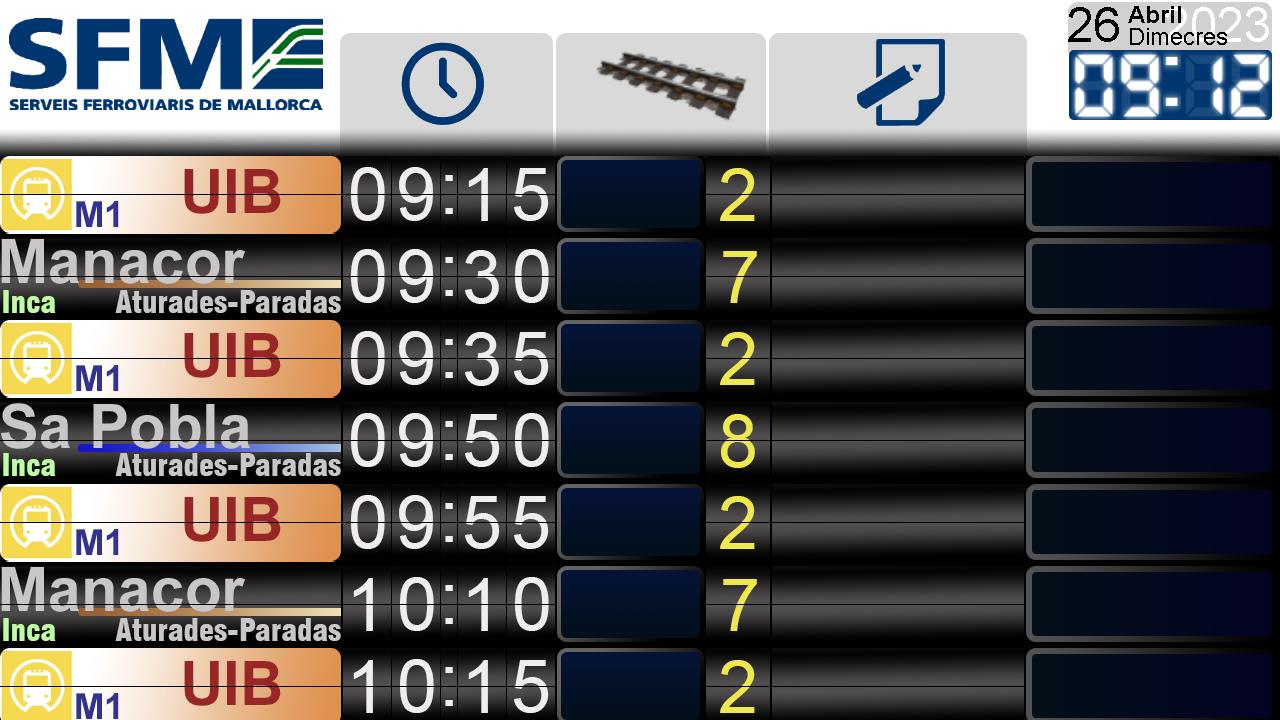 SFM
SERVEIS FERROVIARIS DE MALLORCA
26 Abril 2023
Dimecres
09:12
M1 UIB 09:15 2
Manacor 09:30 7
Inca Aturades-Paradas
M1 UIB 09:35 2
Sa Pobla 09:50 8
Inca Aturades-Paradas
M1 UIB 09:55 2
Manacor 10:10 7
Inca Aturades-Paradas
M1 UIB 10:15 2